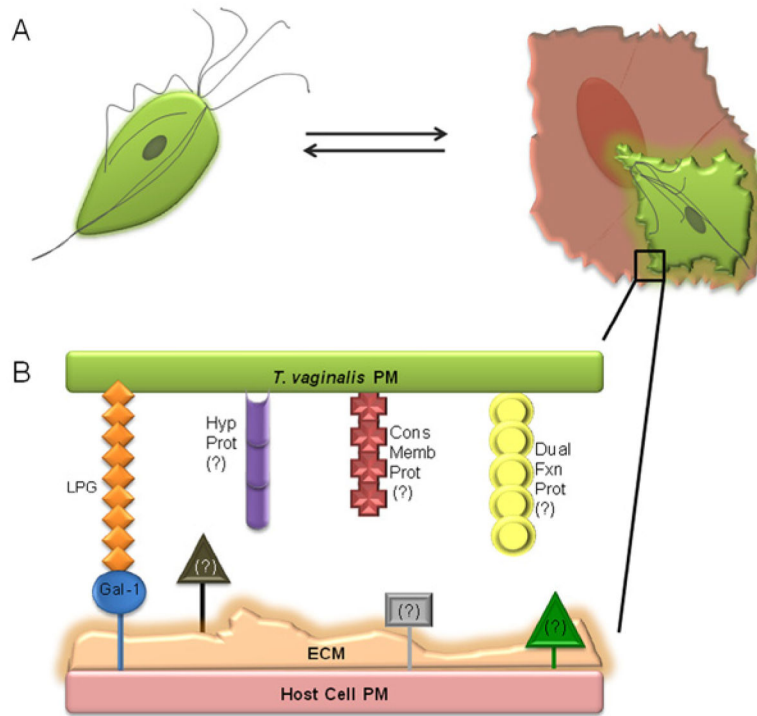 A
B
T. vaginalis PM
LPG
Hyp
Prot
(?)
Cons
Memb
Prot
(?)
Dual
Fxn
Prot
(?)
Gal-1
(?)
(?)
(?)
ECM
Host Cell PM